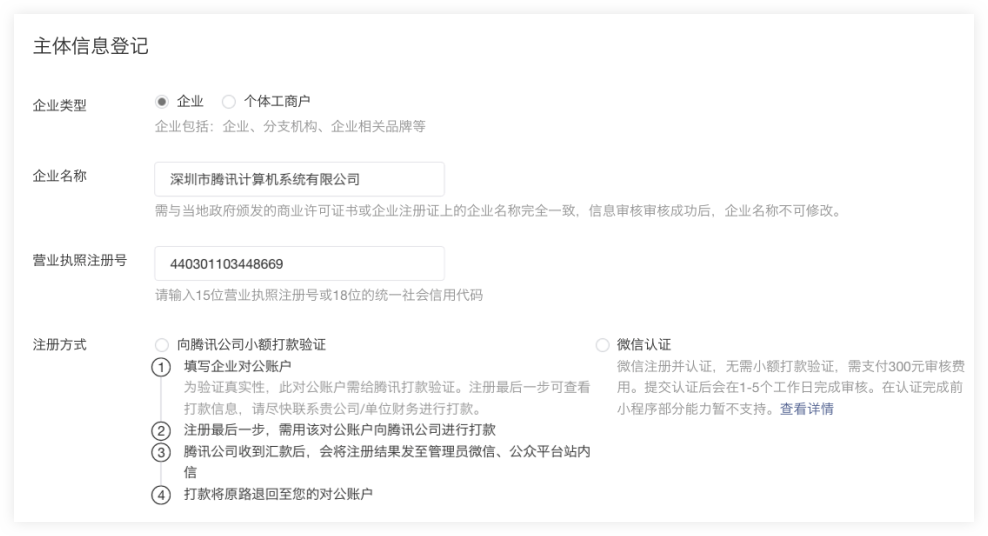 主体信息登记
企业类型
企业 个体工商户
企业包括：企业、分支机构、企业相关品牌等
企业名称
深圳市腾讯计算机系统有限公司
需与当地政府颁发的商业许可证书或企业注册证上的企业名称完全一致，信息审核审核成功后，企业名称不可修改。
营业执照注册号
440301103448669
请输入15位营业执照注册号或18位的统一社会信用代码
注册方式
向腾讯公司小额打款验证
1 填写企业对公账户
为验证真实性，此对公账户需给腾讯打款验证。注册最后一步可查看
打款信息，请尽快联系贵公司/单位财务进行打款。
2 注册最后一步，需用该对公账户向腾讯公司进行打款
3 腾讯公司收到汇款后，会将注册结果发至管理员微信、公众平台站内
信
4 打款将原路退回至您的对公账户
微信认证
微信注册并认证，无需小额打款验证，需支付300元审核费
用。提交认证后会在1-5个工作日完成审核。在认证完成前
小程序部分能力暂不支持。查看详情